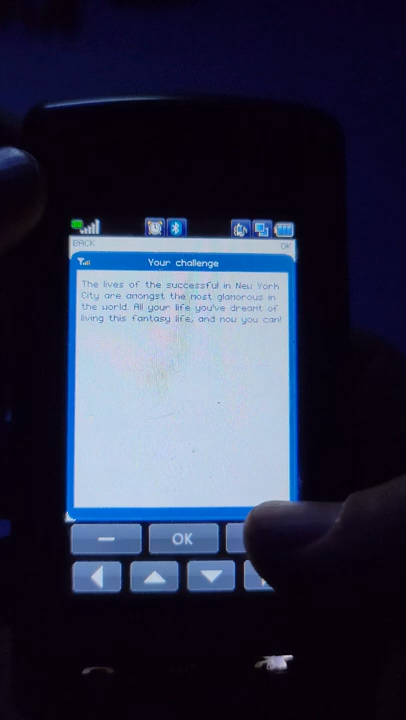 BACK OK
Your challenge
The lives of the successful in New York
City are amongst the most glamorous in
the world. All your life you've dreamt of
living this fantasy life, and now you can!
OK